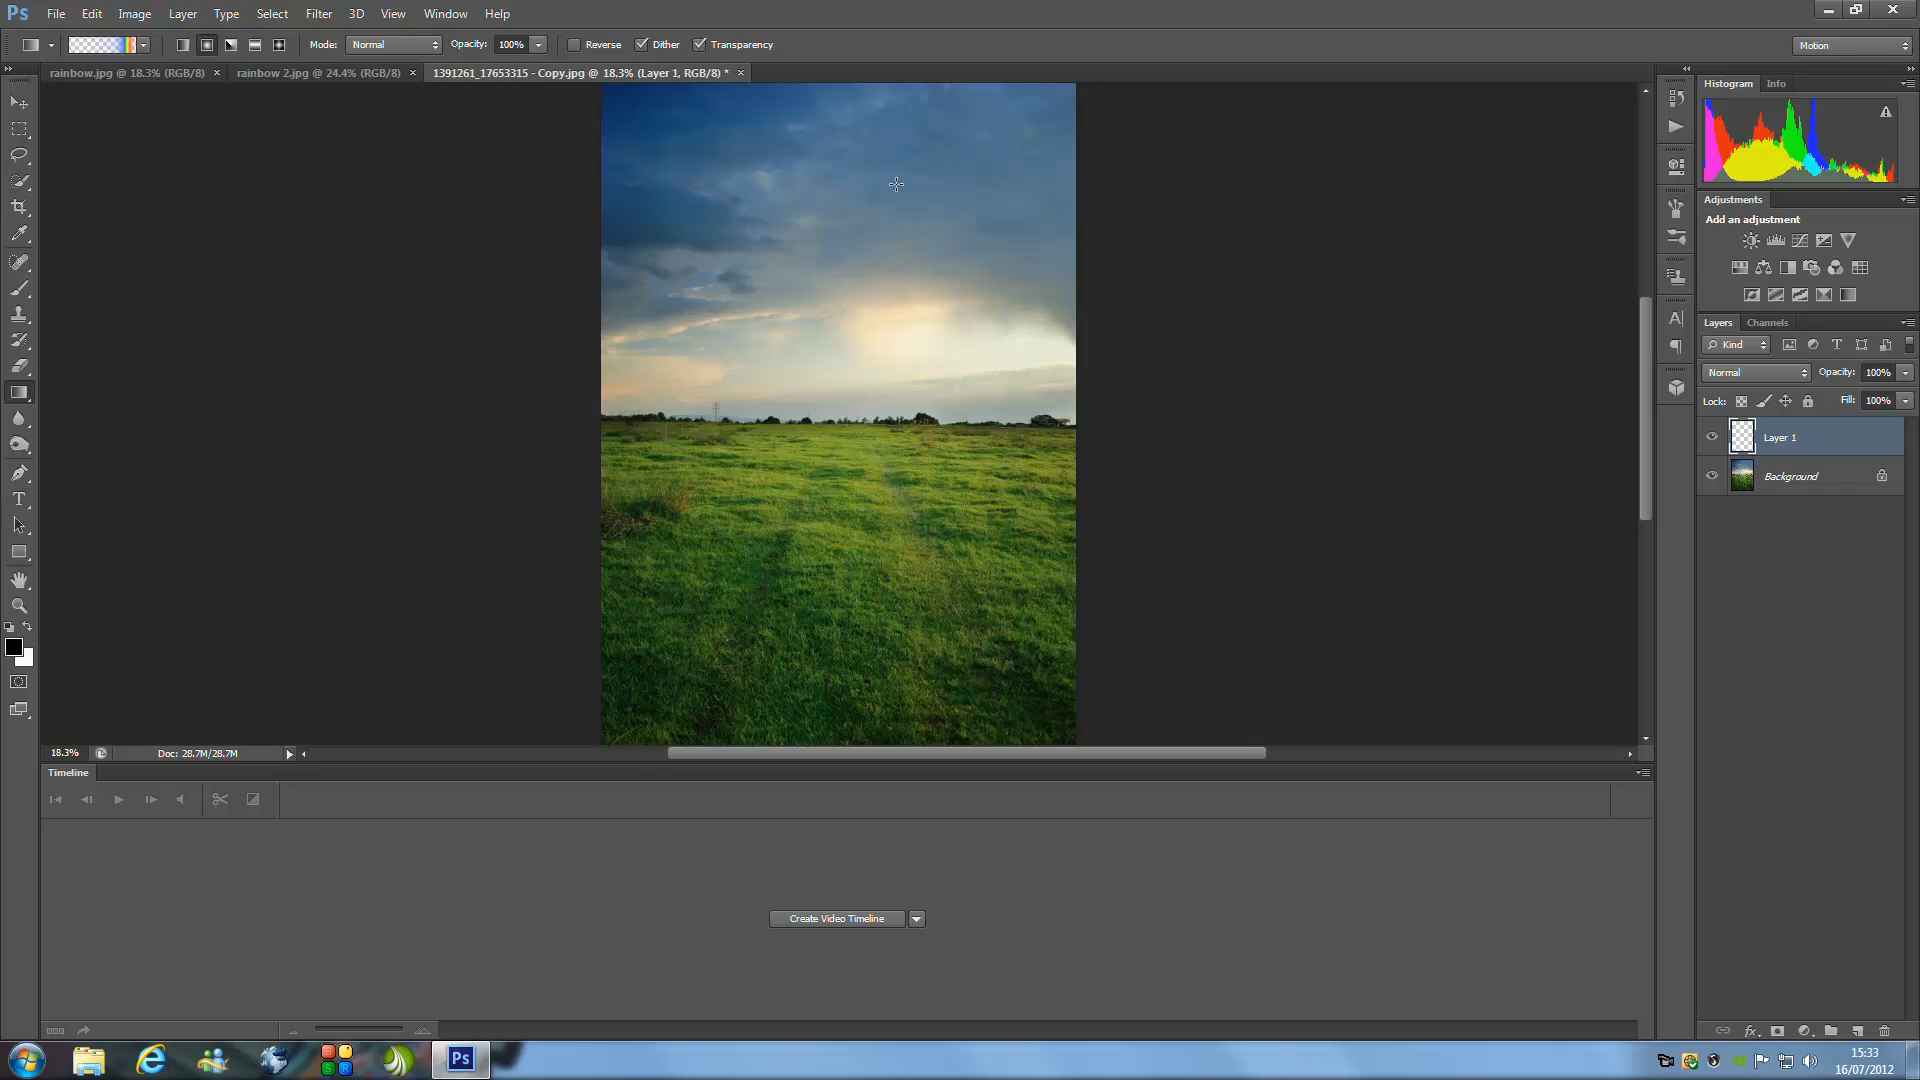 Ps File Edit Image Layer Type Select Filter 3D View Window Help
Mode: Normal Opacity: 100% Reverse Dither Transparency Motion
rainbow.jpg @ 18.3% (RGB/8) × rainbow 2.jpg @ 24.4% (RGB/8) × 1391261_17653315 - Copy.jpg @ 18.3% (Layer 1, RGB/8) * ×
Histogram Info
Adjustments
Add an adjustment
Layers Channels
Kind
Normal Opacity: 100%
Lock: Fill: 100%
Layer 1
Background
18.3% Doc: 28.7M/28.7M
Timeline
Create Video Timeline
Ps
15:33
16/07/2012